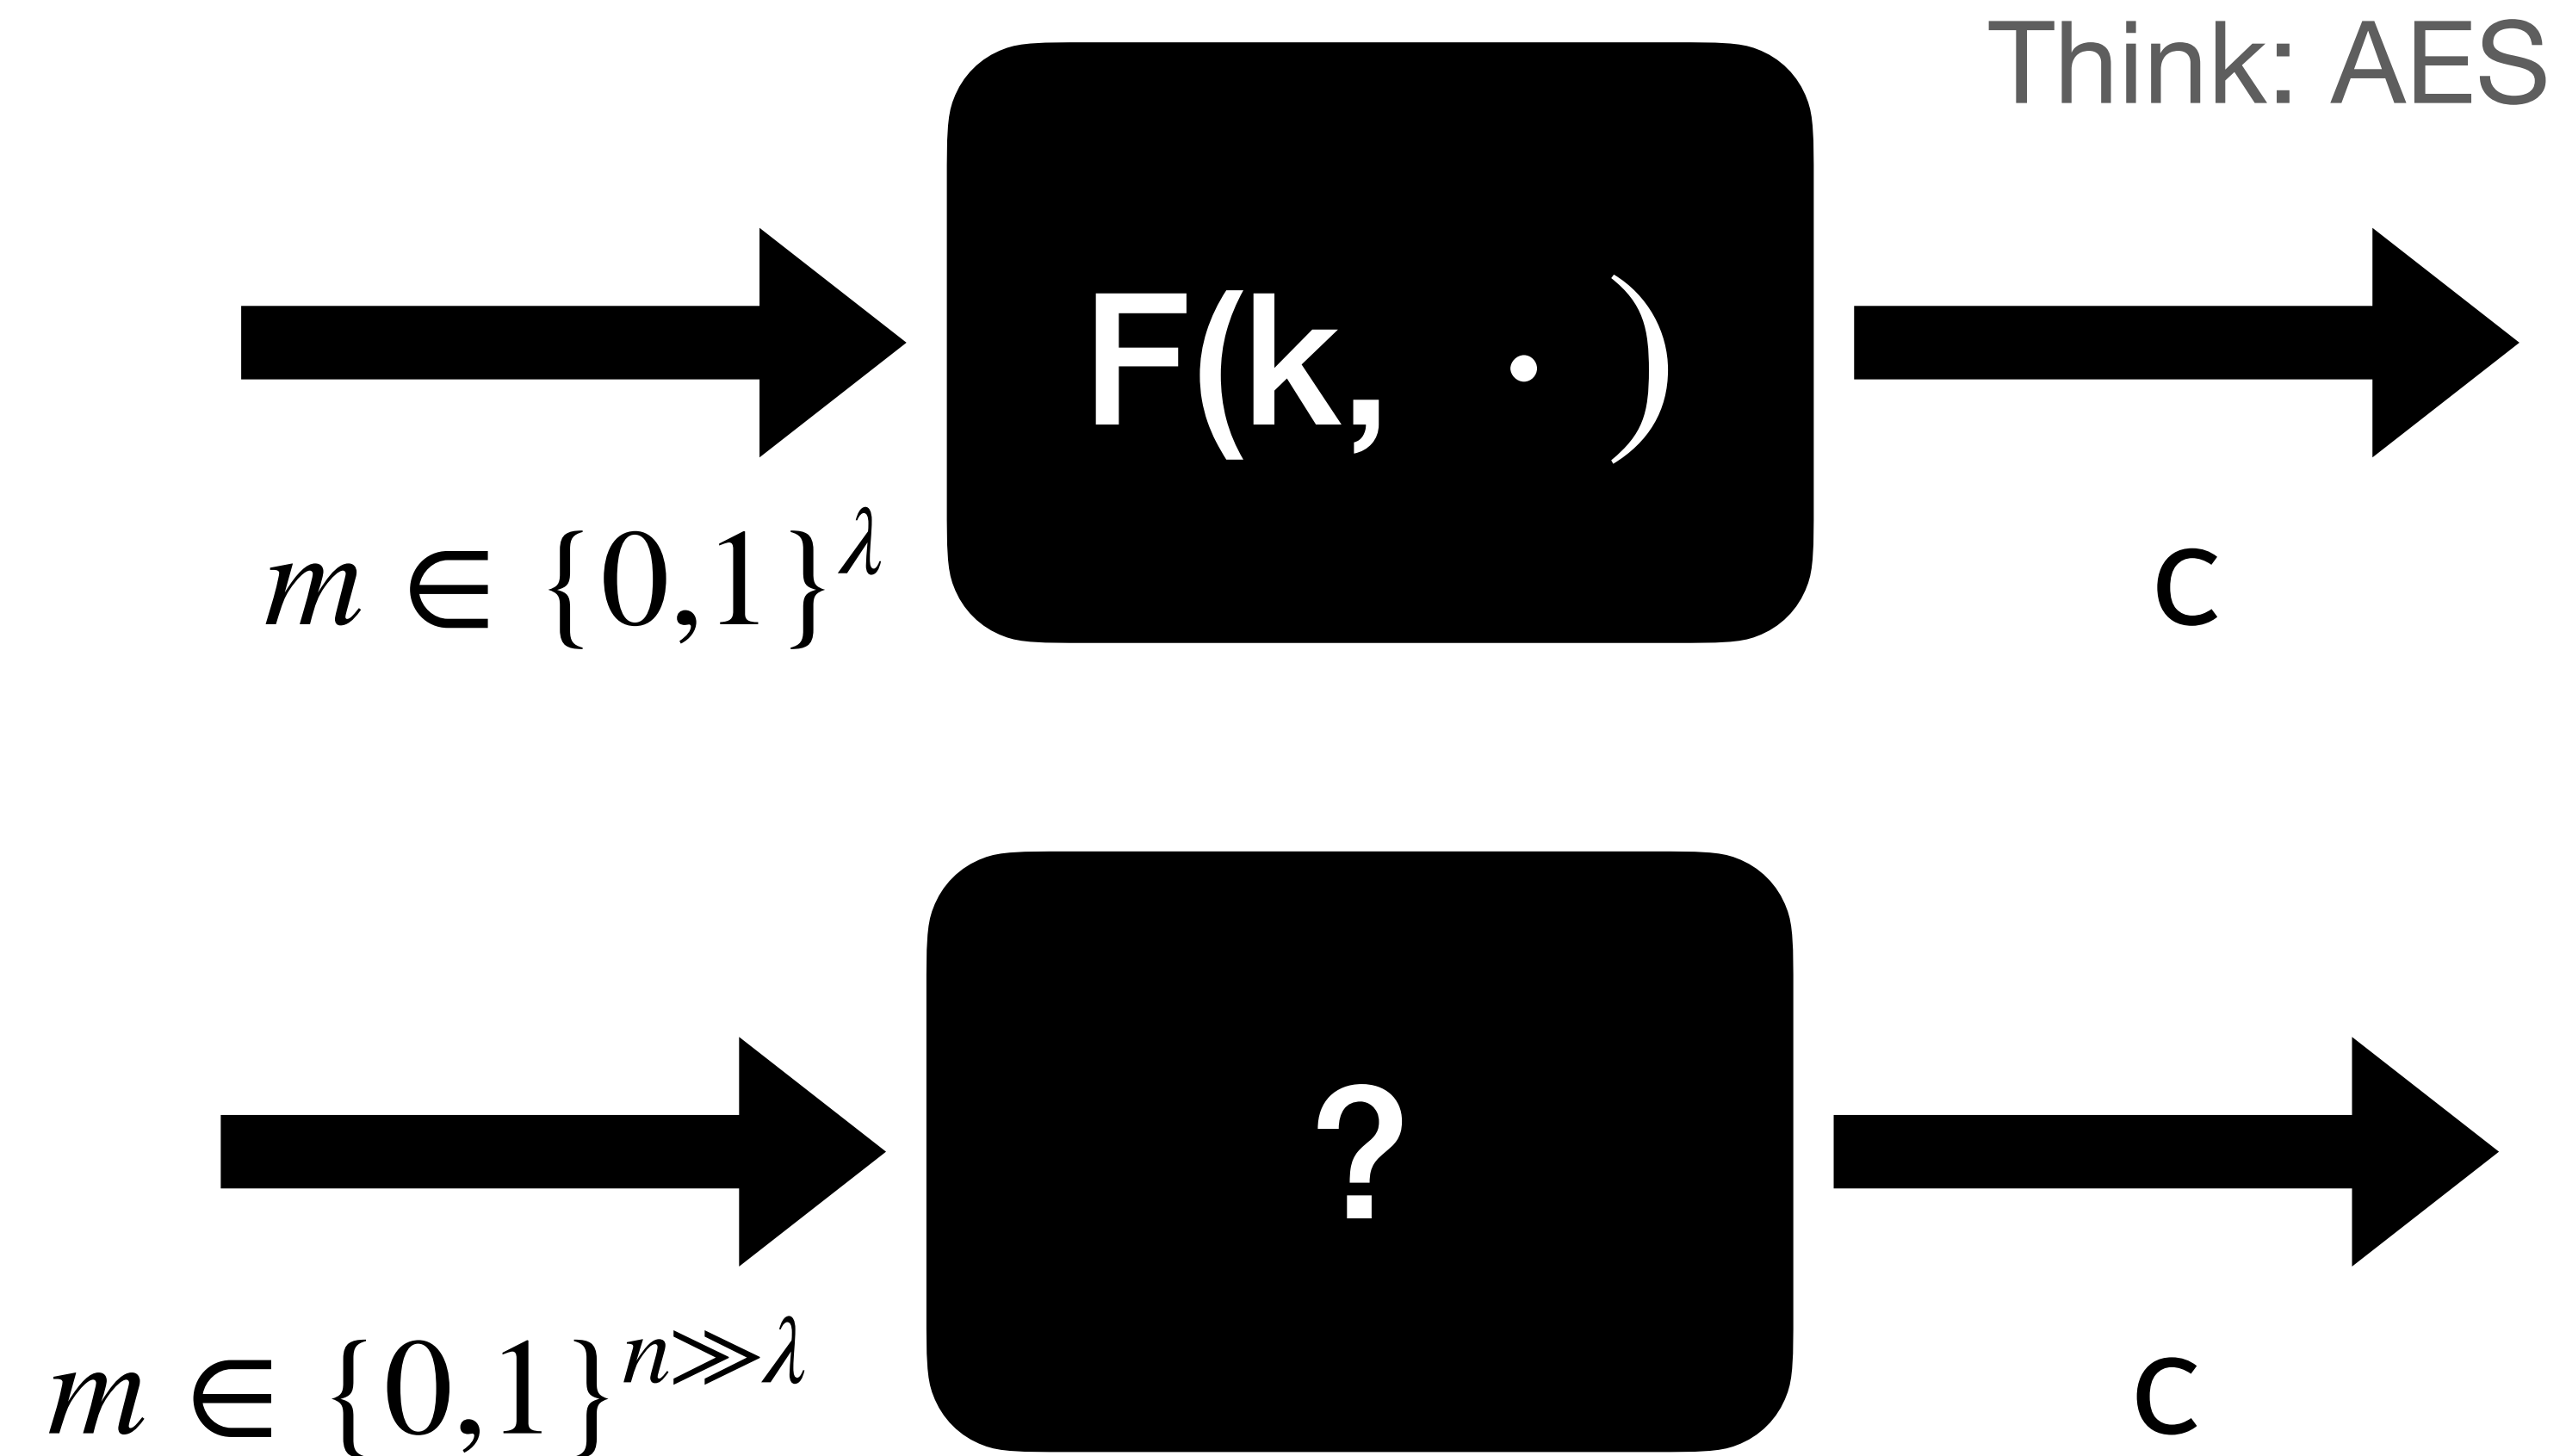 Think: AES
F(k, · )
m ∈ {0,1}^λ
c
?
m ∈ {0,1}^{n≫λ}
c